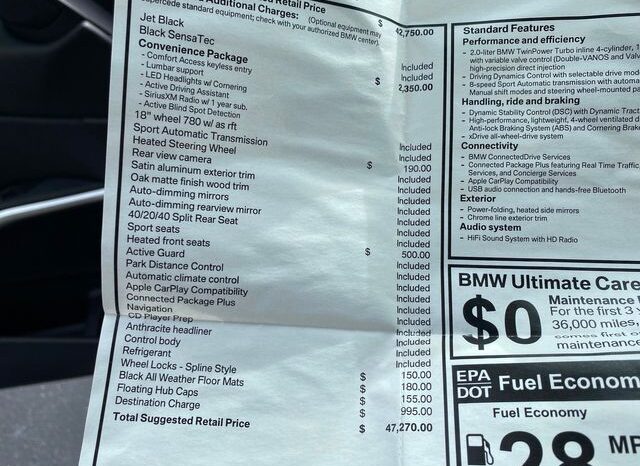 ed Retail Price $ 42,750.00
Additional Charges: (Optional equipment may
supercede standard equipment; check with your authorized BMW center).
Jet Black Included
Black SensaTec Included
Convenience Package $ 2,350.00
- Comfort Access keyless entry
- Lumbar support
- LED Headlights w/ Cornering
- Active Driving Assistant
- SiriusXM Radio w/ 1 year sub.
- Active Blind Spot Detection
18" wheel 780 w/ as rft Included
Sport Automatic Transmission Included
Heated Steering Wheel $ 190.00
Rear view camera Included
Satin aluminum exterior trim Included
Oak matte finish wood trim Included
Auto-dimming mirrors Included
Auto-dimming rearview mirror Included
40/20/40 Split Rear Seat Included
Sport seats Included
Heated front seats $ 500.00
Active Guard Included
Park Distance Control Included
Automatic climate control Included
Apple CarPlay Compatibility Included
Connected Package Plus Included
Navigation Included
CD Player Prep Included
Anthracite headliner Included
Control body Included
Refrigerant Included
Wheel Locks - Spline Style $ 150.00
Black All Weather Floor Mats $ 180.00
Floating Hub Caps $ 155.00
Destination Charge $ 995.00
Total Suggested Retail Price $ 47,270.00
Standard Features
Performance and efficiency
- 2.0-liter BMW TwinPower Turbo inline 4-cylinder,
with variable valve control (Double-VANOS and Valv
high-precision direct injection
- Driving Dynamics Control with selectable drive mod
- 8-speed Sport Automatic transmission with automa
Manual shift modes and steering wheel-mounted pa
Handling, ride and braking
- Dynamic Stability Control (DSC) with Dynamic Tract
- High-performance, lightweight, 4-wheel ventilated d
Anti-lock Braking System (ABS) and Cornering Brak
- xDrive all-wheel-drive system
Connectivity
- BMW ConnectedDrive Services
- Connected Package Plus featuring Real Time Traffic,
Services, and Concierge Services
- Apple CarPlay Compatibility
- USB audio connection and hands-free Bluetooth
Exterior
- Power-folding, heated side mirrors
- Chrome line exterior trim
Audio system
- HiFi Sound System with HD Radio
BMW Ultimate Care
$0 Maintenance
For the first 3 y
36,000 miles,
comes first o
maintenance
EPA
DOT Fuel Econom
Fuel Economy
28 MP